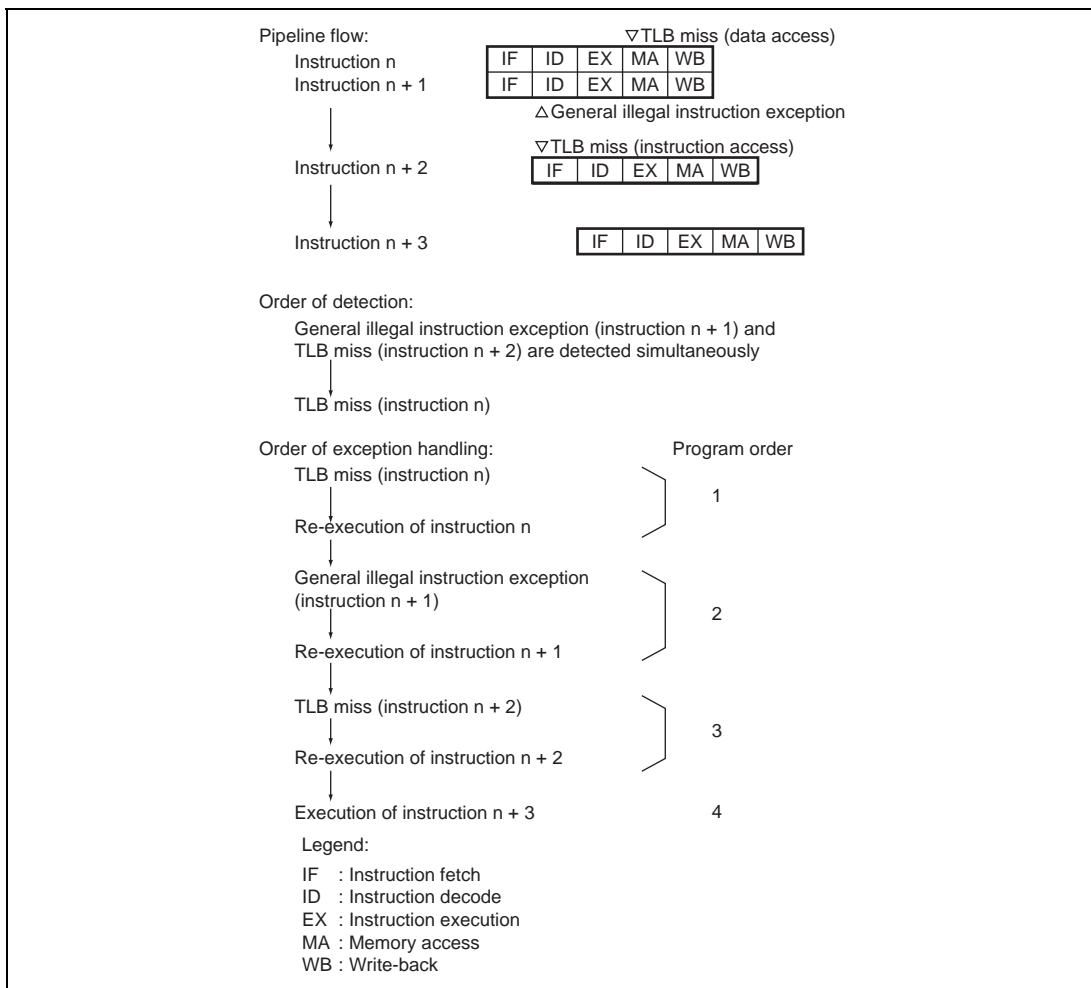 Pipeline flow:
▽TLB miss (data access)
Instruction n IF ID EX MA WB
Instruction n + 1 IF ID EX MA WB
△General illegal instruction exception
▽TLB miss (instruction access)
Instruction n + 2 IF ID EX MA WB
Instruction n + 3 IF ID EX MA WB
Order of detection:
General illegal instruction exception (instruction n + 1) and
TLB miss (instruction n + 2) are detected simultaneously
TLB miss (instruction n)
Order of exception handling: Program order
TLB miss (instruction n)
1
Re-execution of instruction n
General illegal instruction exception
(instruction n + 1)
2
Re-execution of instruction n + 1
TLB miss (instruction n + 2)
3
Re-execution of instruction n + 2
Execution of instruction n + 3 4
Legend:
IF : Instruction fetch
ID : Instruction decode
EX : Instruction execution
MA : Memory access
WB : Write-back